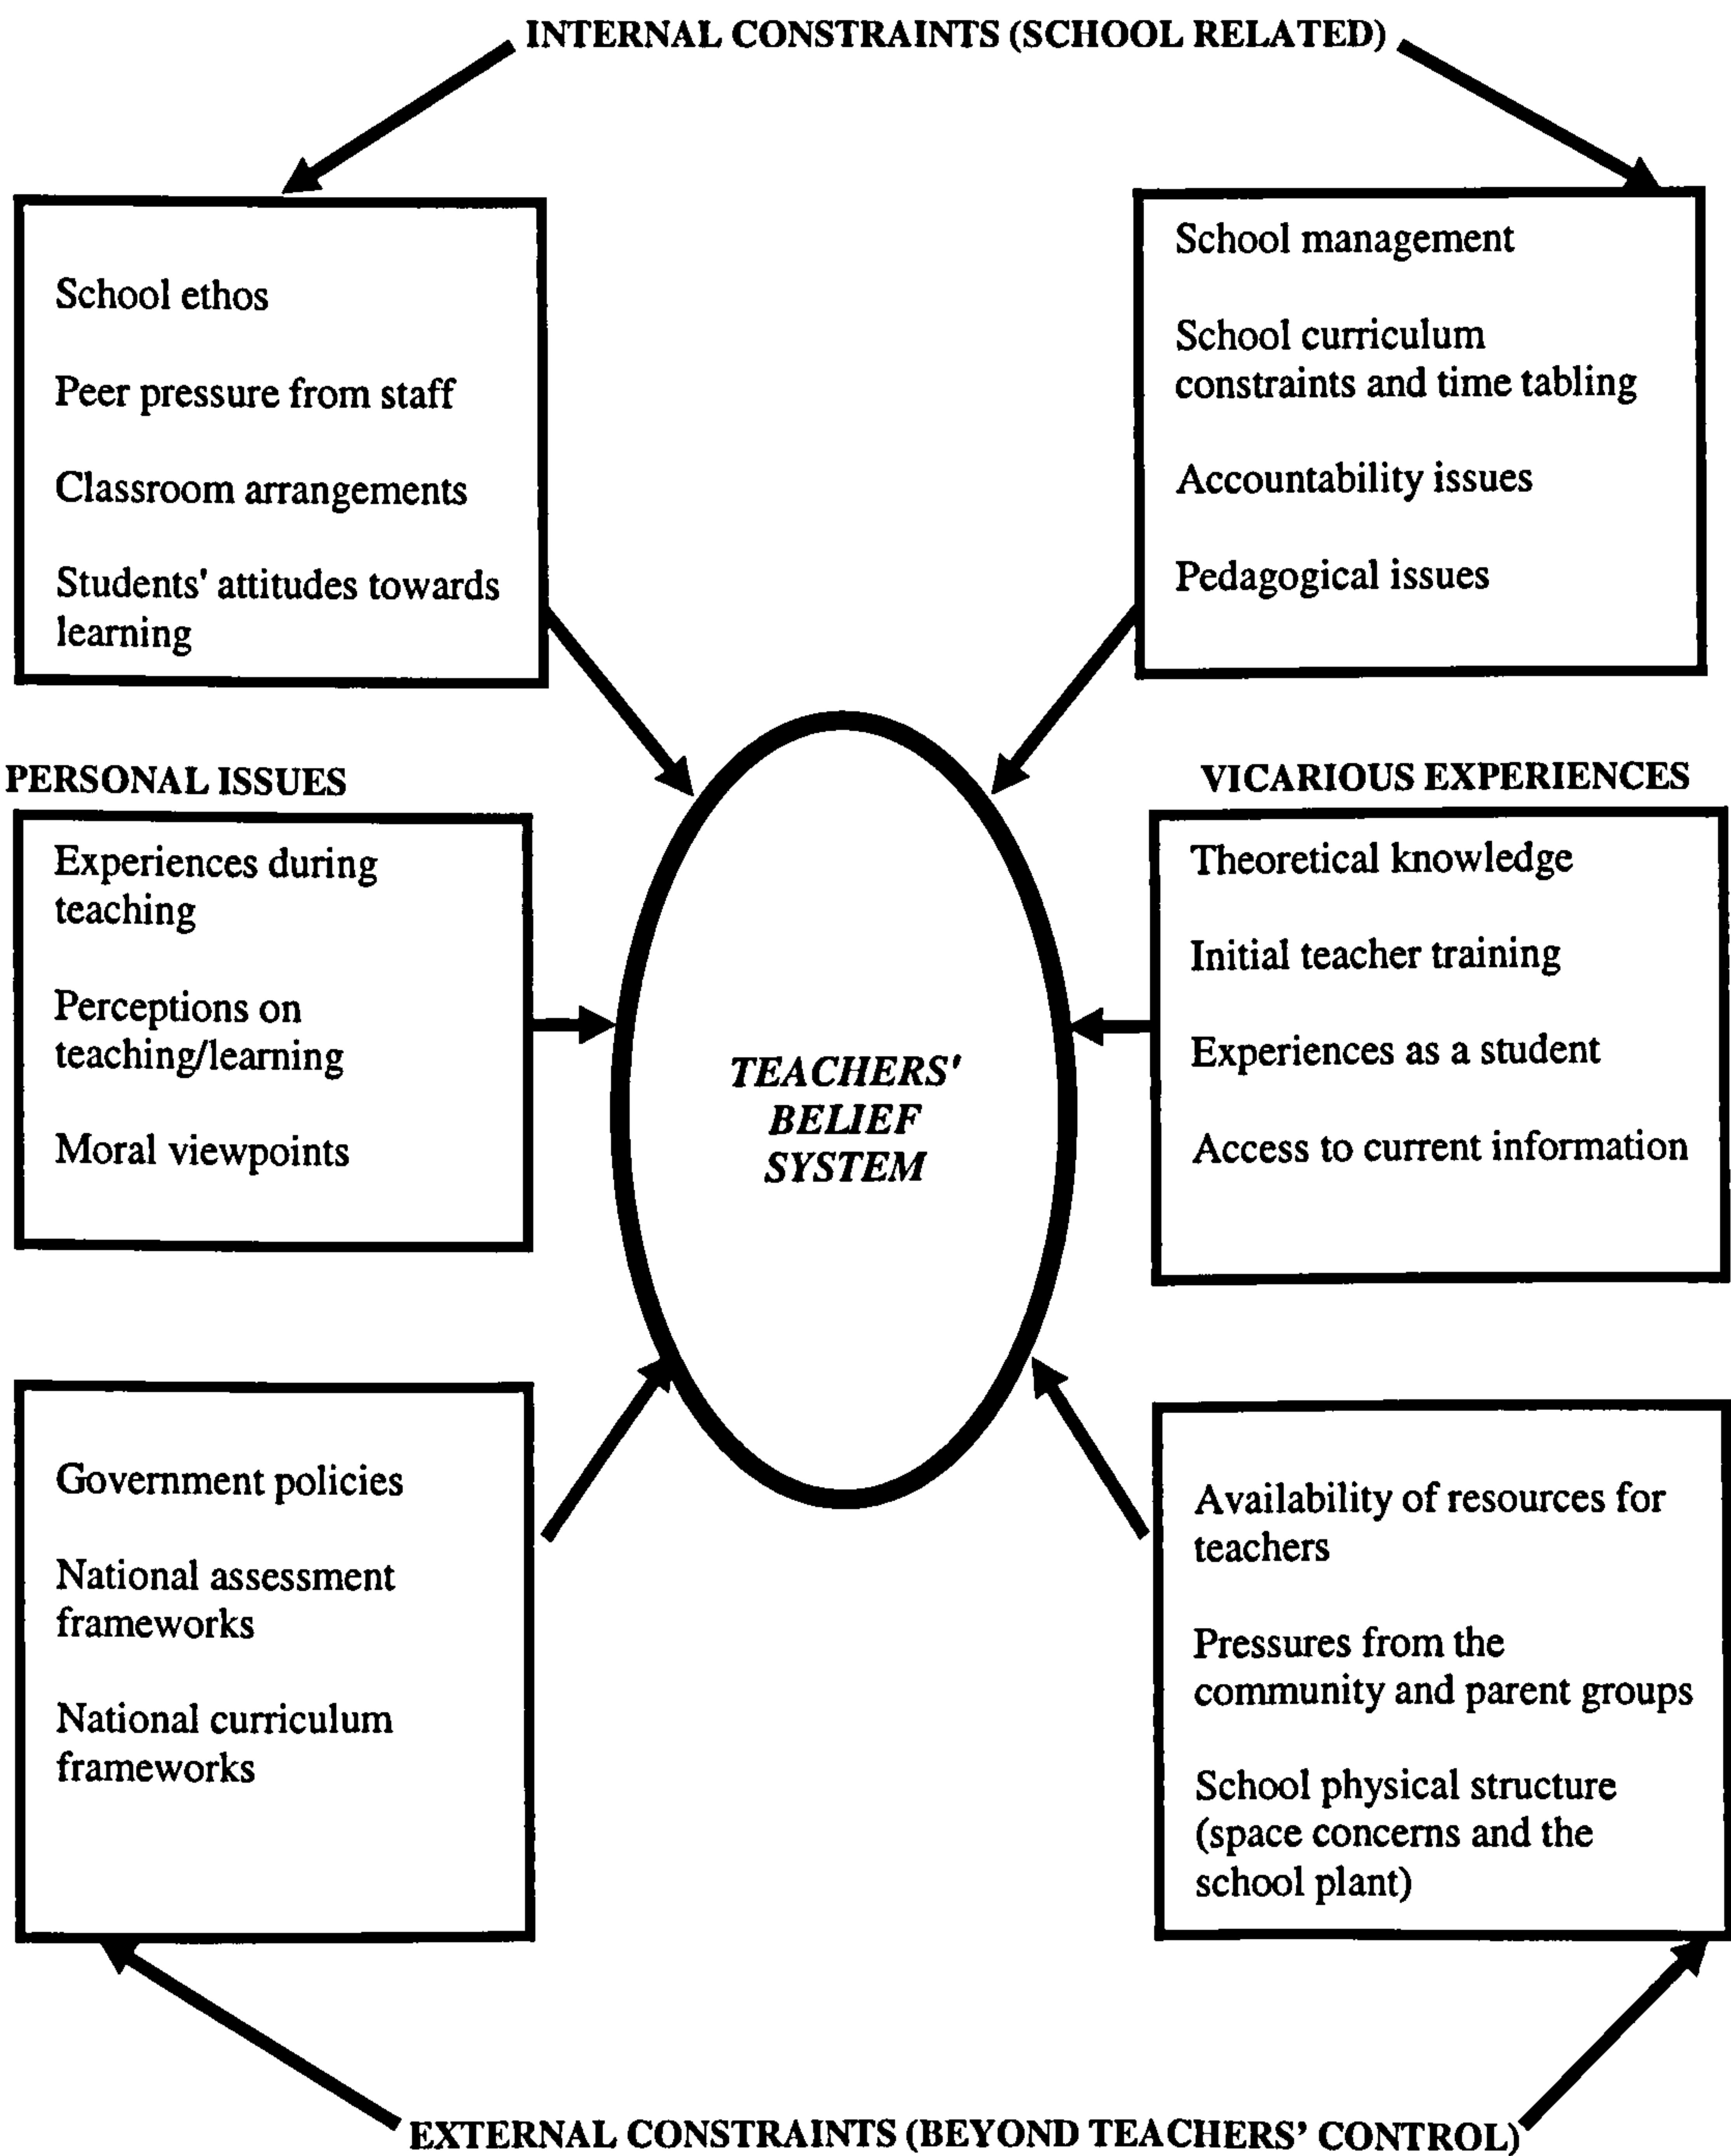 INTERNAL CONSTRAINTS (SCHOOL RELATED)
School ethos
Peer pressure from staff
Classroom arrangements
Students' attitudes towards
learning
School management
School curriculum
constraints and time tabling
Accountability issues
Pedagogical issues
PERSONAL ISSUES
Experiences during
teaching
Perceptions on
teaching/learning
Moral viewpoints
TEACHERS'
BELIEF
SYSTEM
VICARIOUS EXPERIENCES
Theoretical knowledge
Initial teacher training
Experiences as a student
Access to current information
Government policies
National assessment
frameworks
National curriculum
frameworks
Availability of resources for
teachers
Pressures from the
community and parent groups
School physical structure
(space concerns and the
school plant)
EXTERNAL CONSTRAINTS (BEYOND TEACHERS' CONTROL)